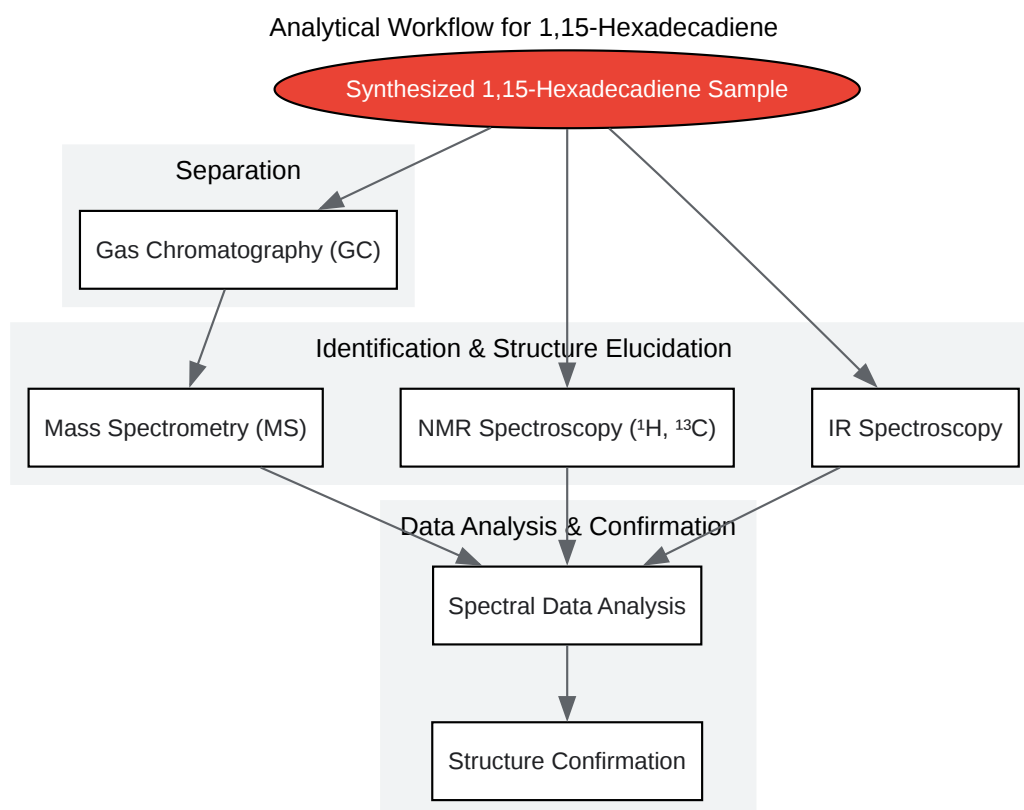 Analytical Workflow for 1,15-Hexadecadiene
Synthesized 1,15-Hexadecadiene Sample
Separation
Gas Chromatography (GC)
Identification & Structure Elucidation
Mass Spectrometry (MS)
NMR Spectroscopy (¹H, ¹³C)
IR Spectroscopy
Data Analysis & Confirmation
Spectral Data Analysis
Structure Confirmation